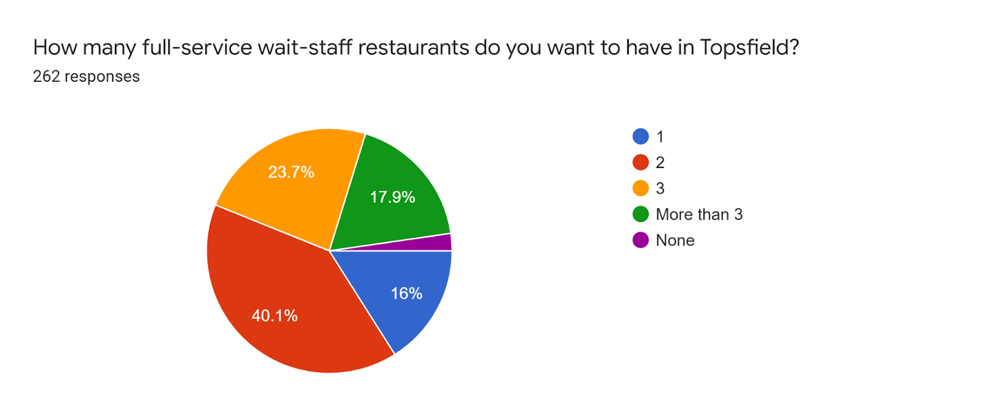 How many full-service wait-staff restaurants do you want to have in Topsfield?
262 responses
23.7%
17.9%
16%
40.1%
1
2
3
More than 3
None